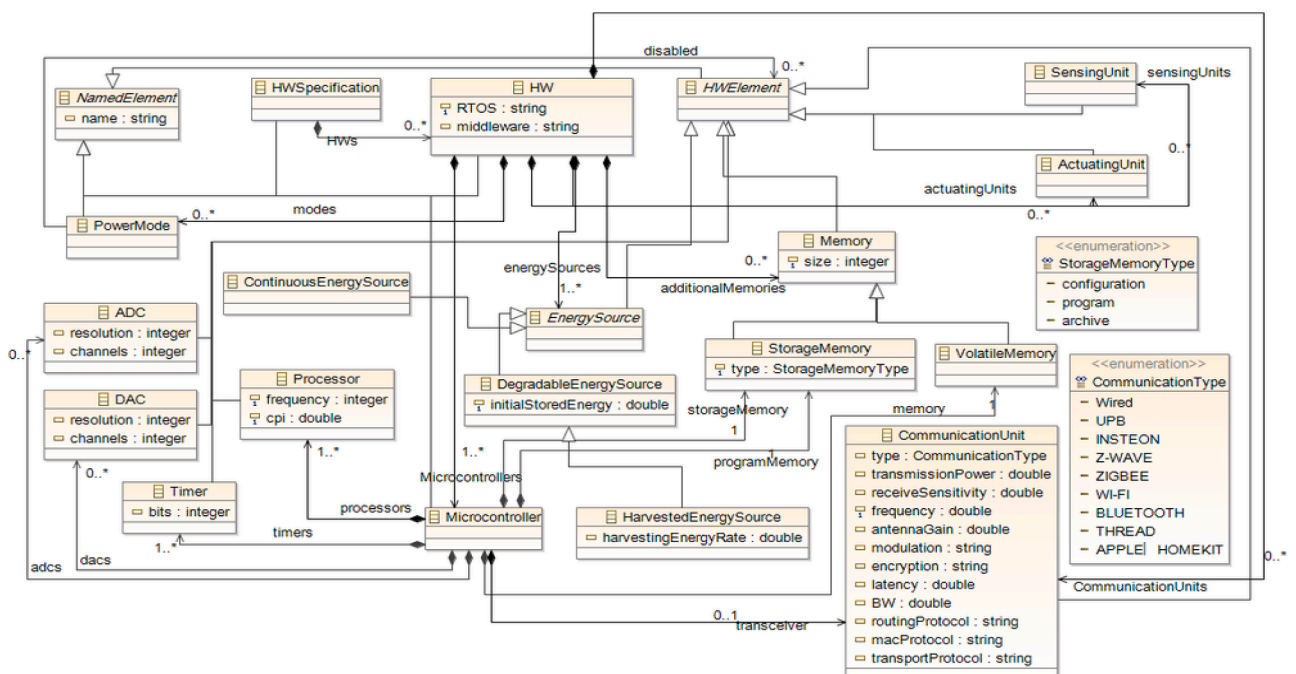 disabled
0..*
NamedElement
name : string
HWSpecification
HWs
0..*
HW
RTOS : string
middleware : string
HWElement
SensingUnit
sensingUnits
0..*
ActuatingUnit
actuatingUnits
0..*
PowerMode
0..*
modes
Memory
size : integer
0..*
additionalMemories
energySources
1..*
<<enumeration>>
StorageMemoryType
configuration
program
archive
ContinuousEnergySource
EnergySource
ADC
resolution : integer
channels : integer
0..*
StorageMemory
type : StorageMemoryType
VolatileMemory
Processor
frequency : integer
cpi : double
DegradableEnergySource
initialStoredEnergy : double
<<enumeration>>
CommunicationType
Wired
UPB
INSTEON
Z-WAVE
ZIGBEE
WI-FI
BLUETOOTH
THREAD
APPLE HOMEKIT
DAC
resolution : integer
channels : integer
0..*
storageMemory
1
memory
1
1..*
1..*
Microcontrollers
programMemory
1
CommunicationUnit
type : CommunicationType
transmissionPower : double
receiveSensitivity : double
frequency : double
antennaGain : double
modulation : string
encryption : string
latency : double
BW : double
routingProtocol : string
macProtocol : string
transportProtocol : string
Timer
bits : integer
processors
Microcontroller
HarvestedEnergySource
harvestingEnergyRate : double
timers
1..*
dacs
adcs
0..*
CommunicationUnits
0..1
transceiver